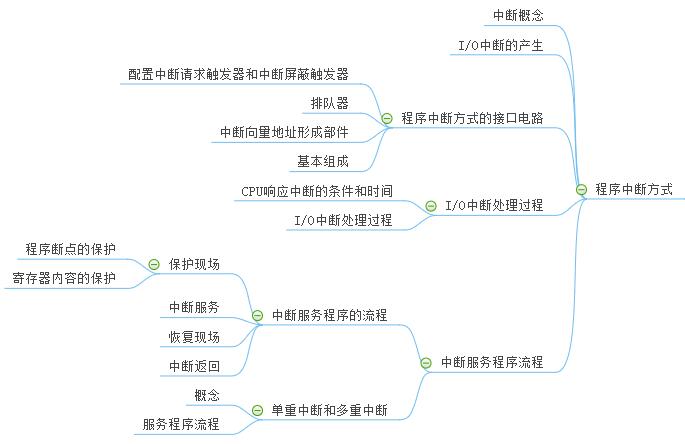 中断概念
I/O中断的产生
配置中断请求触发器和中断屏蔽触发器
排队器
程序中断方式的接口电路
中断向量地址形成部件
基本组成
程序中断方式
CPU响应中断的条件和时间
I/O中断处理过程
I/O中断处理过程
程序断点的保护
保护现场
寄存器内容的保护
中断服务
中断服务程序的流程
恢复现场
中断返回
中断服务程序流程
概念
单重中断和多重中断
服务程序流程